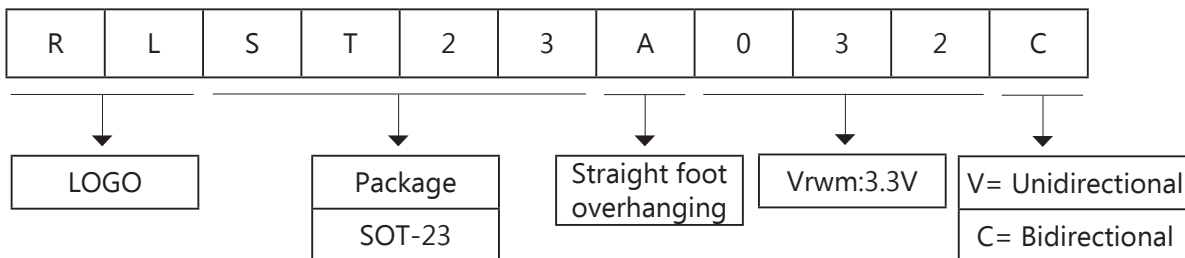 R L S T 2 3 A 0 3 2 C
LOGO
Package
SOT-23
Straight foot
overhanging
Vrwm:3.3V
V= Unidirectional
C= Bidirectional